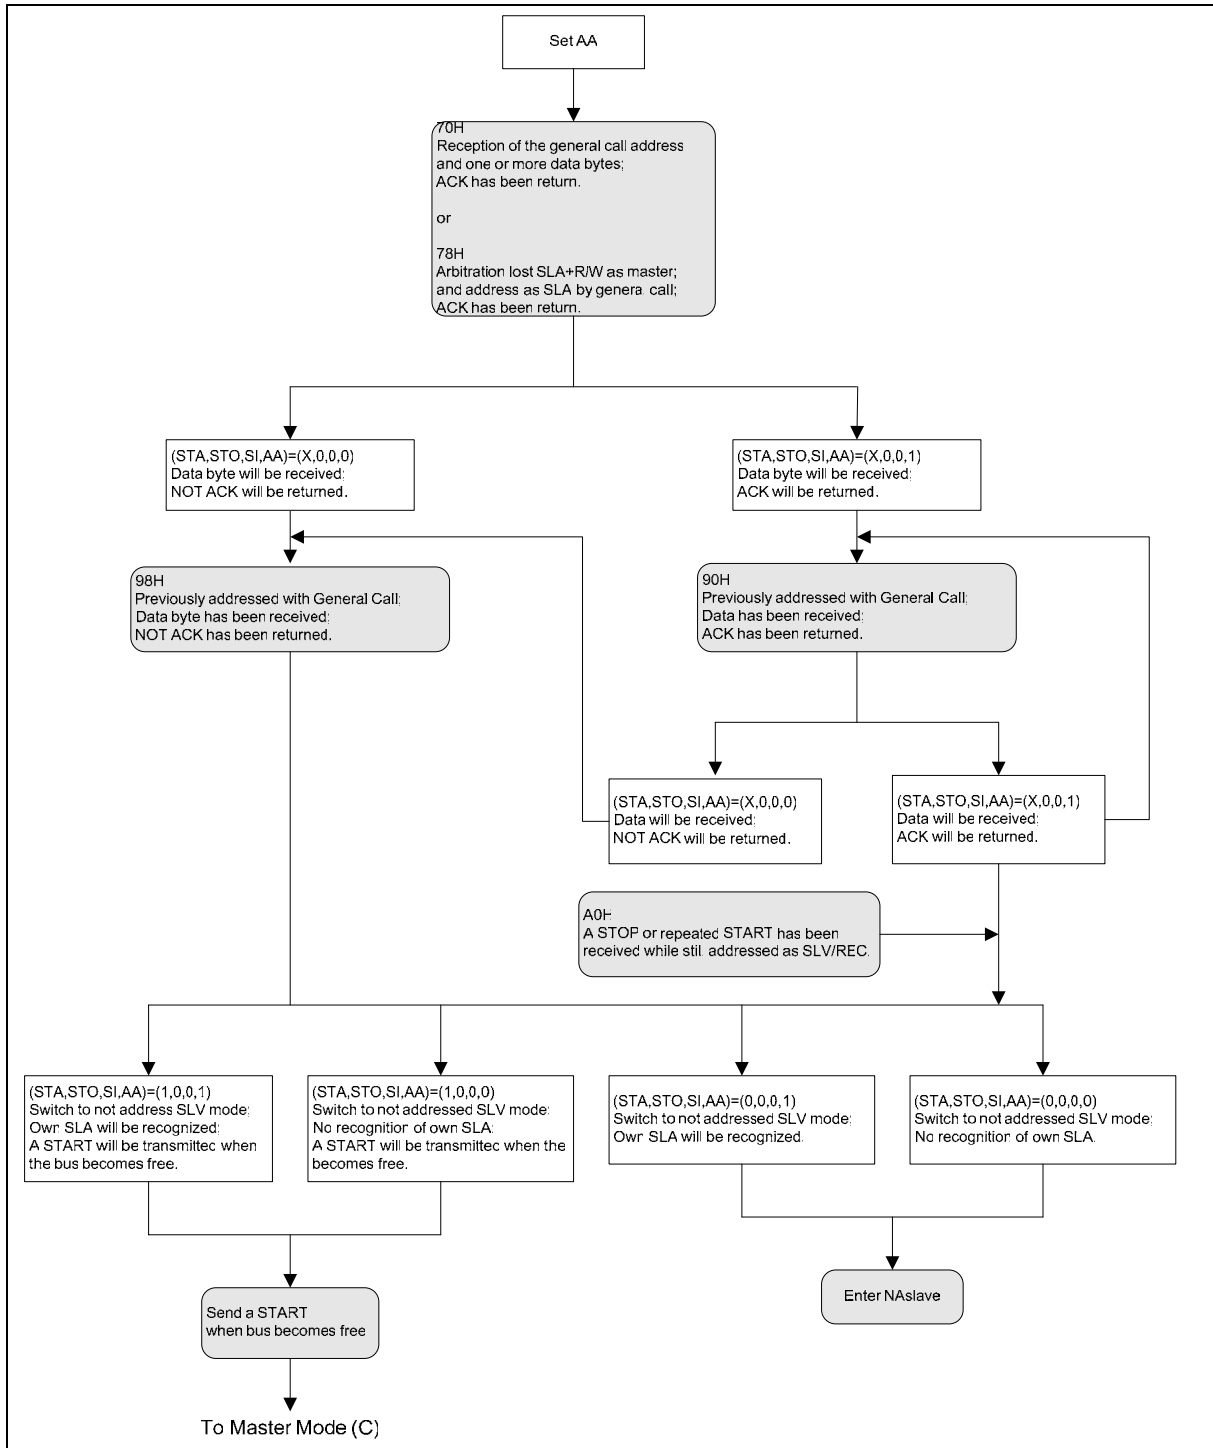 Set AA
70H
Reception of the general call address
and one or more data bytes;
ACK has been return.
or
78H
Arbitration lost SLA+R/W as master;
and address as SLA by general call;
ACK has been return.
(STA,STO,SI,AA)=(X,0,0,0)
Data byte will be received;
NOT ACK will be returned.
(STA,STO,SI,AA)=(X,0,0,1)
Data byte will be received;
ACK will be returned.
98H
Previously addressed with General Call;
Data byte has been received;
NOT ACK has been returned.
90H
Previously addressed with General Call;
Data has been received;
ACK has been returned.
(STA,STO,SI,AA)=(X,0,0,0)
Data will be received;
NOT ACK will be returned.
(STA,STO,SI,AA)=(X,0,0,1)
Data will be received;
ACK will be returned.
A0H
A STOP or repeated START has been
received while still addressed as SLV/REC.
(STA,STO,SI,AA)=(1,0,0,1)
Switch to not address SLV mode;
Own SLA will be recognized;
A START will be transmitted when
the bus becomes free.
(STA,STO,SI,AA)=(1,0,0,0)
Switch to not addressed SLV mode;
No recognition of own SLA;
A START will be transmitted when the
becomes free.
(STA,STO,SI,AA)=(0,0,0,1)
Switch to not addressed SLV mode;
Own SLA will be recognized.
(STA,STO,SI,AA)=(0,0,0,0)
Switch to not addressed SLV mode;
No recognition of own SLA.
Send a START
when bus becomes free
Enter NAslave
To Master Mode (C)